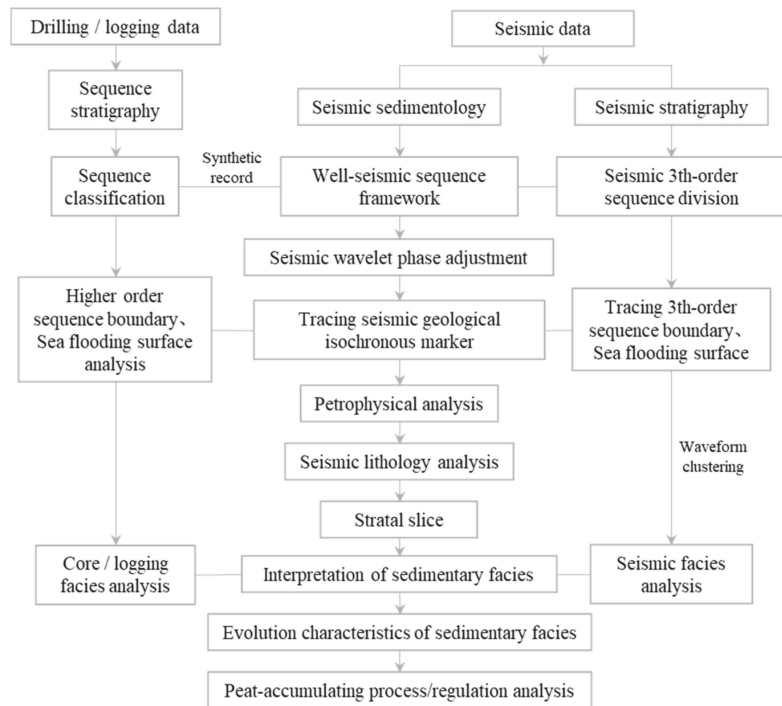 Drilling / logging data
Seismic data
Sequence
stratigraphy
Seismic sedimentology
Seismic stratigraphy
Sequence
classification
Synthetic
record
Well-seismic sequence
framework
Seismic 3th-order
sequence division
Seismic wavelet phase adjustment
Higher order
sequence boundary、
Sea flooding surface
analysis
Tracing seismic geological
isochronous marker
Tracing 3th-order
sequence boundary、
Sea flooding surface
Petrophysical analysis
Seismic lithology analysis
Waveform
clustering
Stratal slice
Core / logging
facies analysis
Interpretation of sedimentary facies
Seismic facies
analysis
Evolution characteristics of sedimentary facies
Peat-accumulating process/regulation analysis